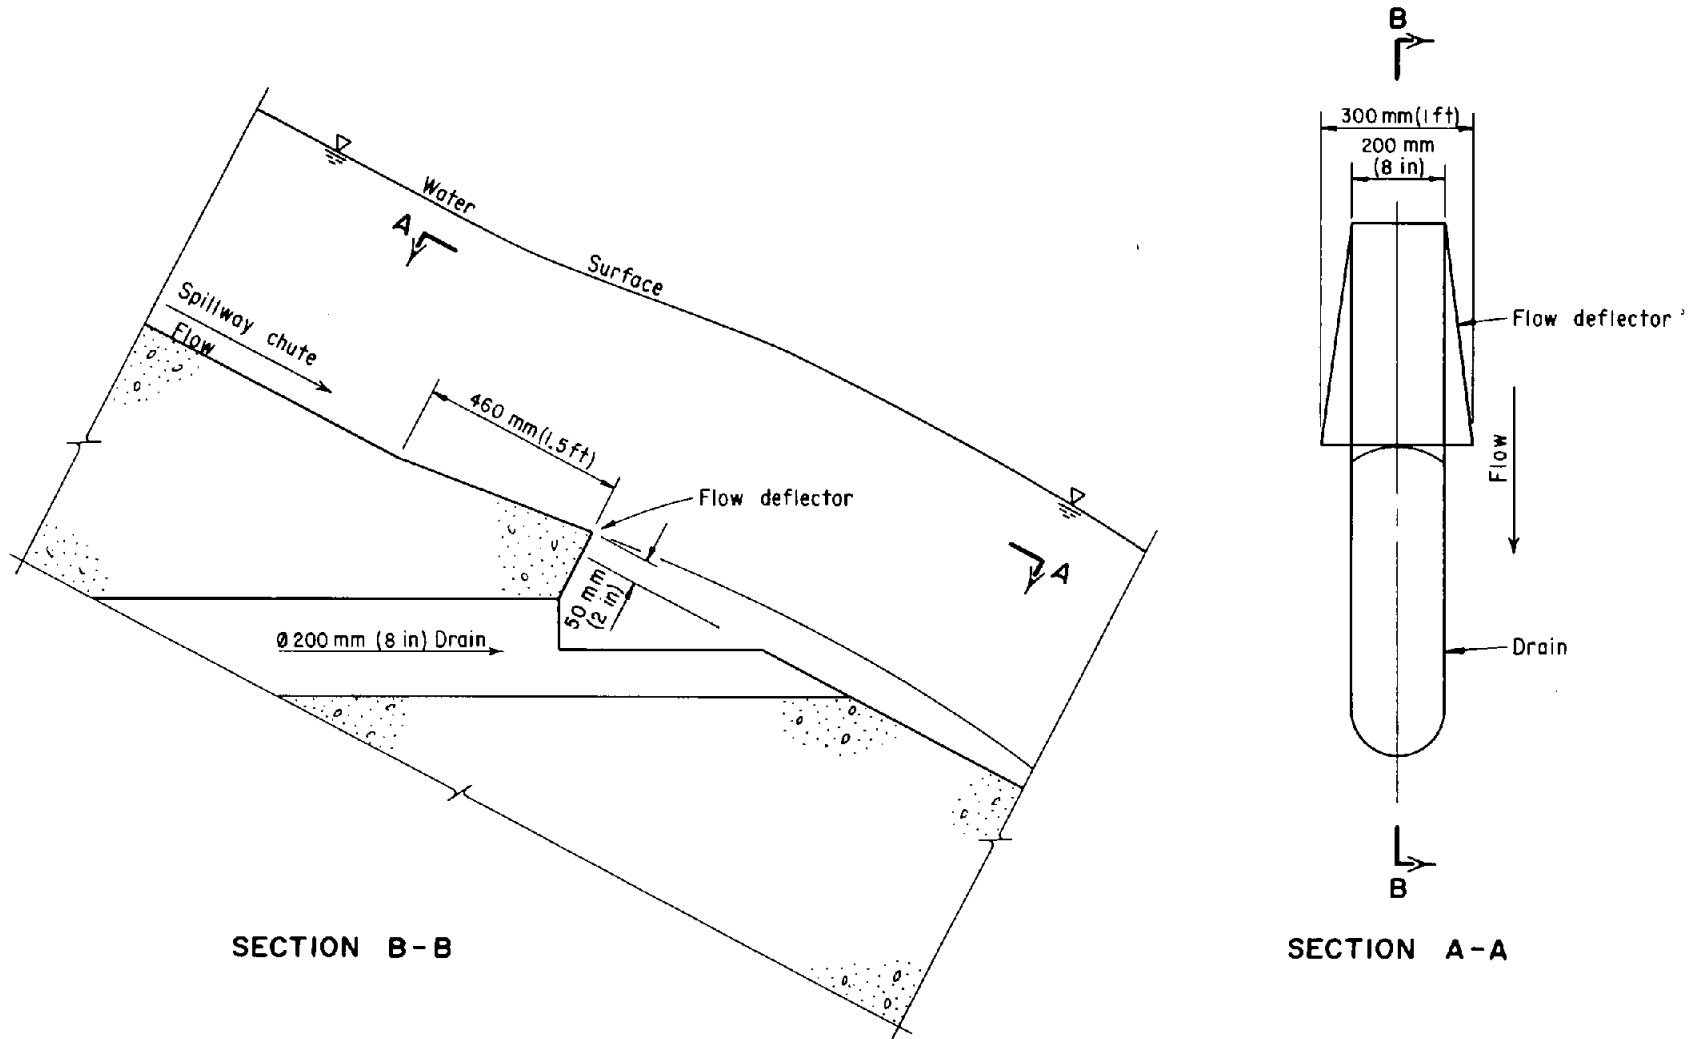 B
300 mm (1 ft)
200 mm
(8 in)
Water
A
Surface
Spillway chute
Flow
460 mm (1.5 ft)
Flow deflector
Flow deflector
Flow
A
50 mm
(2 in)
Ø 200 mm (8 in) Drain
Drain
B
SECTION B-B
SECTION A-A